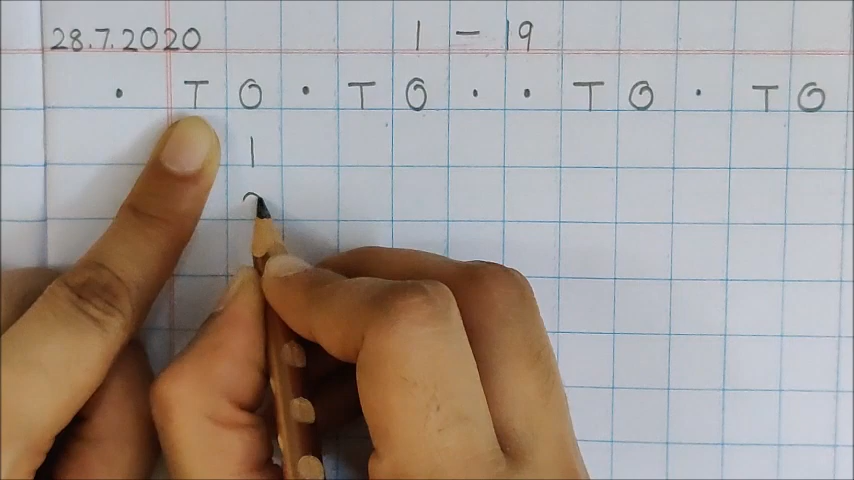 28.7.2020 1 - 19
. T O . T O . . T O . T O
1